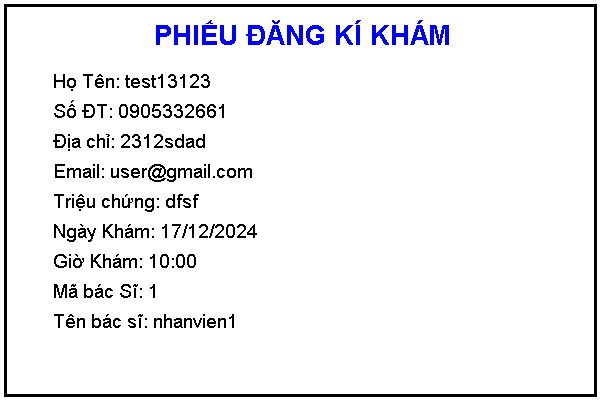 PHIẾU ĐĂNG KÍ KHÁM
Họ Tên: test13123
Số ĐT: 0905332661
Địa chỉ: 2312sdad
Email: user@gmail.com
Triệu chứng: dfsf
Ngày Khám: 17/12/2024
Giờ Khám: 10:00
Mã bác Sĩ: 1
Tên bác sĩ: nhanvien1